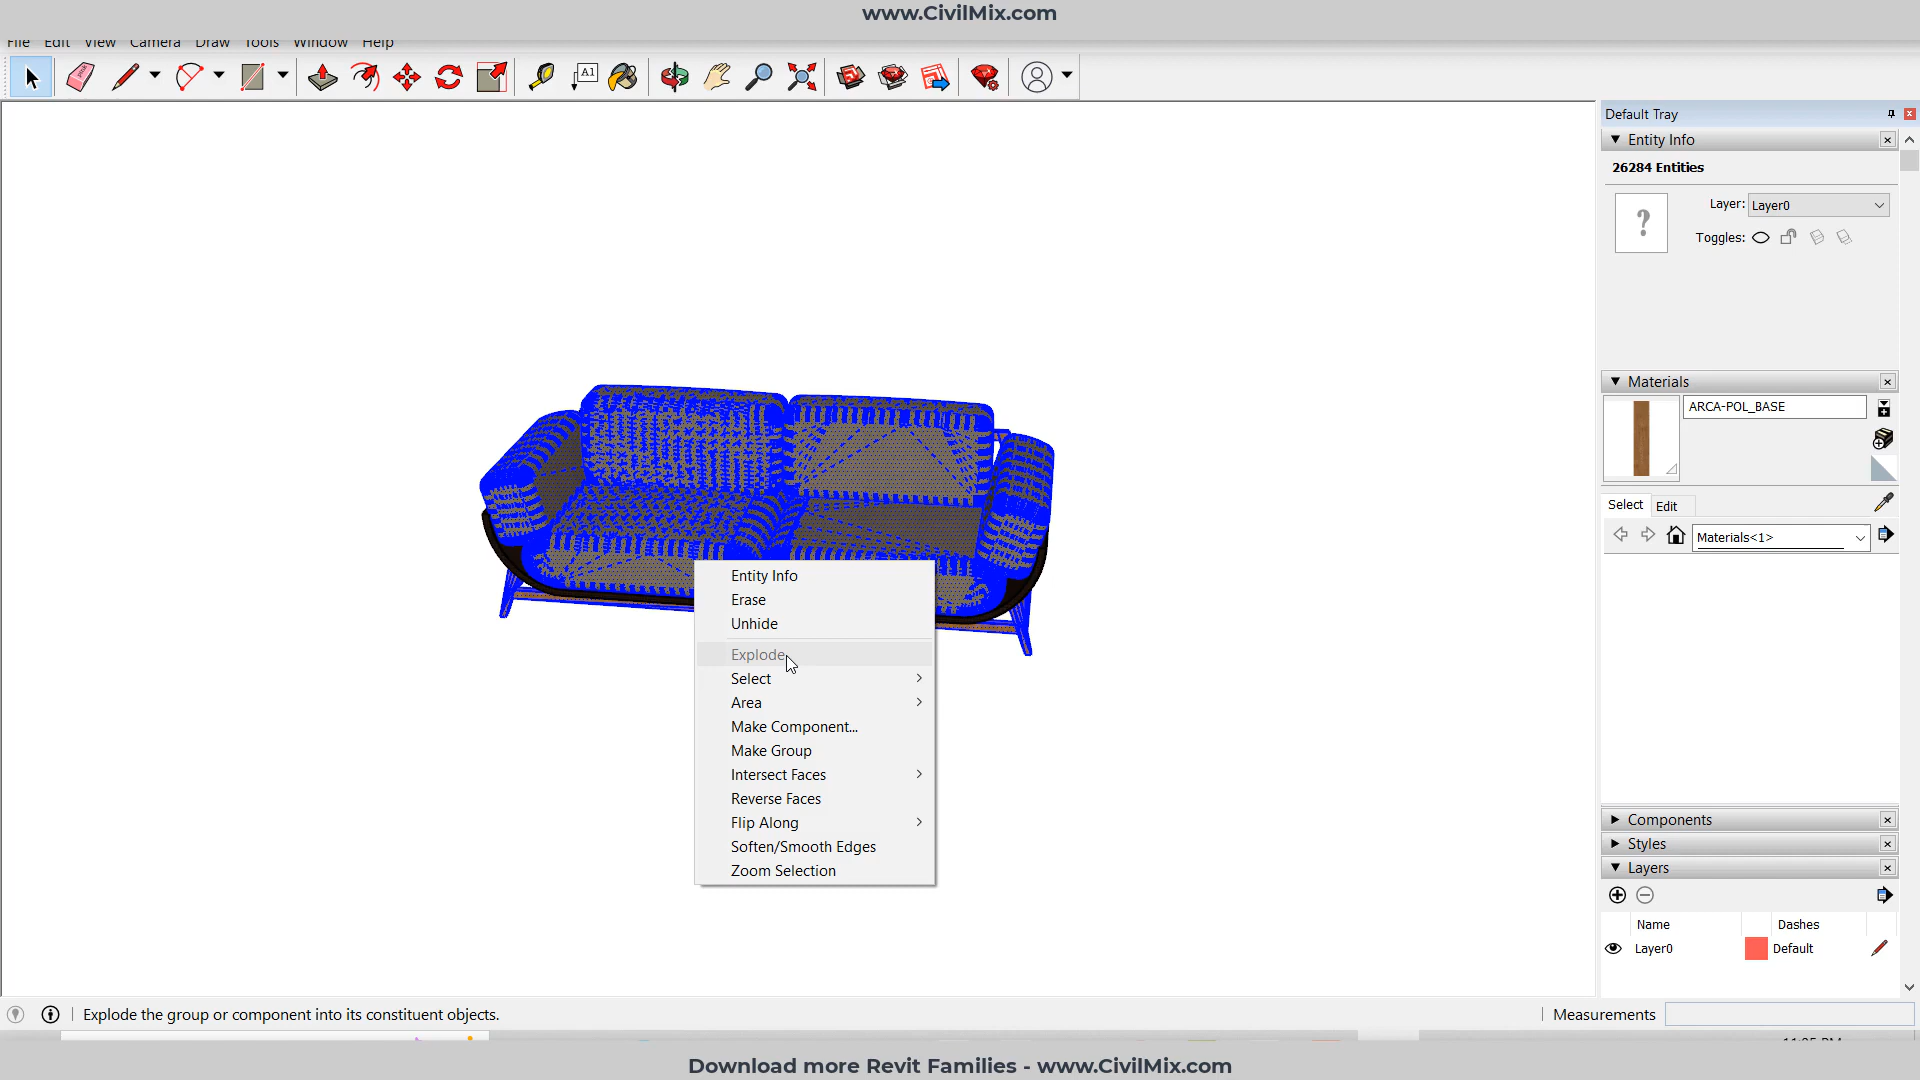 www.CivilMix.com
File Edit View Camera Draw Tools Window Help
A1
Default Tray
Entity Info
26284 Entities
?
Layer: Layer0
Toggles:
Materials
ARCA-POL_BASE
Select Edit
Materials<1>
Entity Info
Erase
Unhide
Explode
Select
Area
Make Component...
Make Group
Intersect Faces
Reverse Faces
Flip Along
Soften/Smooth Edges
Zoom Selection
Components
Styles
Layers
Name Dashes
Layer0 Default
Explode the group or component into its constituent objects.
Measurements
Download more Revit Families - www.CivilMix.com